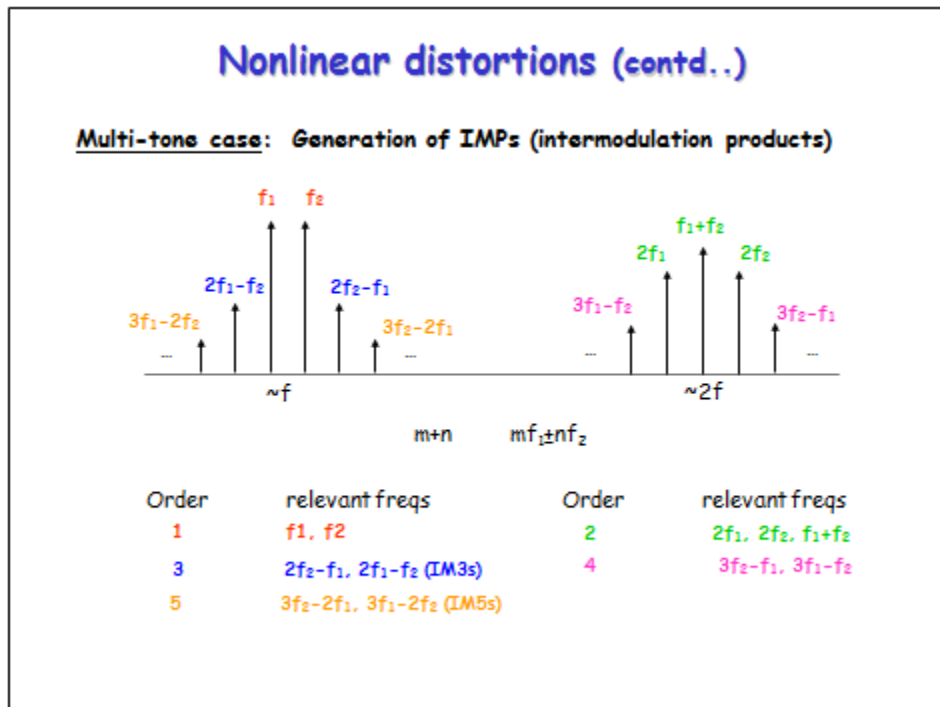 Nonlinear distortions (contd..)
Multi-tone case: Generation of IMPs (intermodulation products)
f₁ f₂
f₁+f₂
2f₁ 2f₂
2f₁-f₂ 2f₂-f₁
3f₁-f₂ 3f₂-f₁
3f₁-2f₂ 3f₂-2f₁
... ... ... ...
~f ~2f
m+n mf₁±nf₂
Order relevant freqs Order relevant freqs
1 f1, f2 2 2f₁, 2f₂, f₁+f₂
3 2f₂-f₁, 2f₁-f₂ (IM3s) 4 3f₂-f₁, 3f₁-f₂
5 3f₂-2f₁, 3f₁-2f₂ (IM5s)